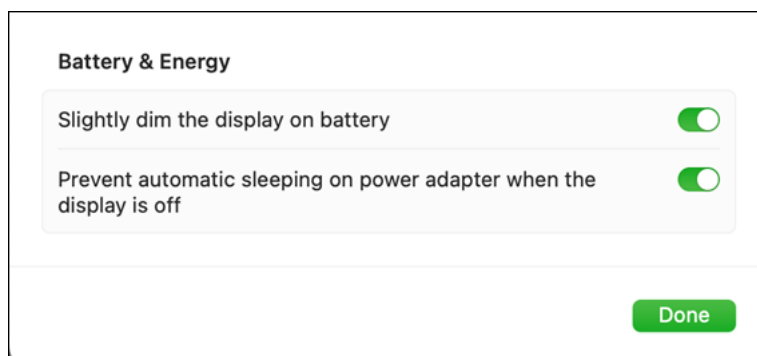 Battery & Energy
Slightly dim the display on battery
Prevent automatic sleeping on power adapter when the
display is off
Done